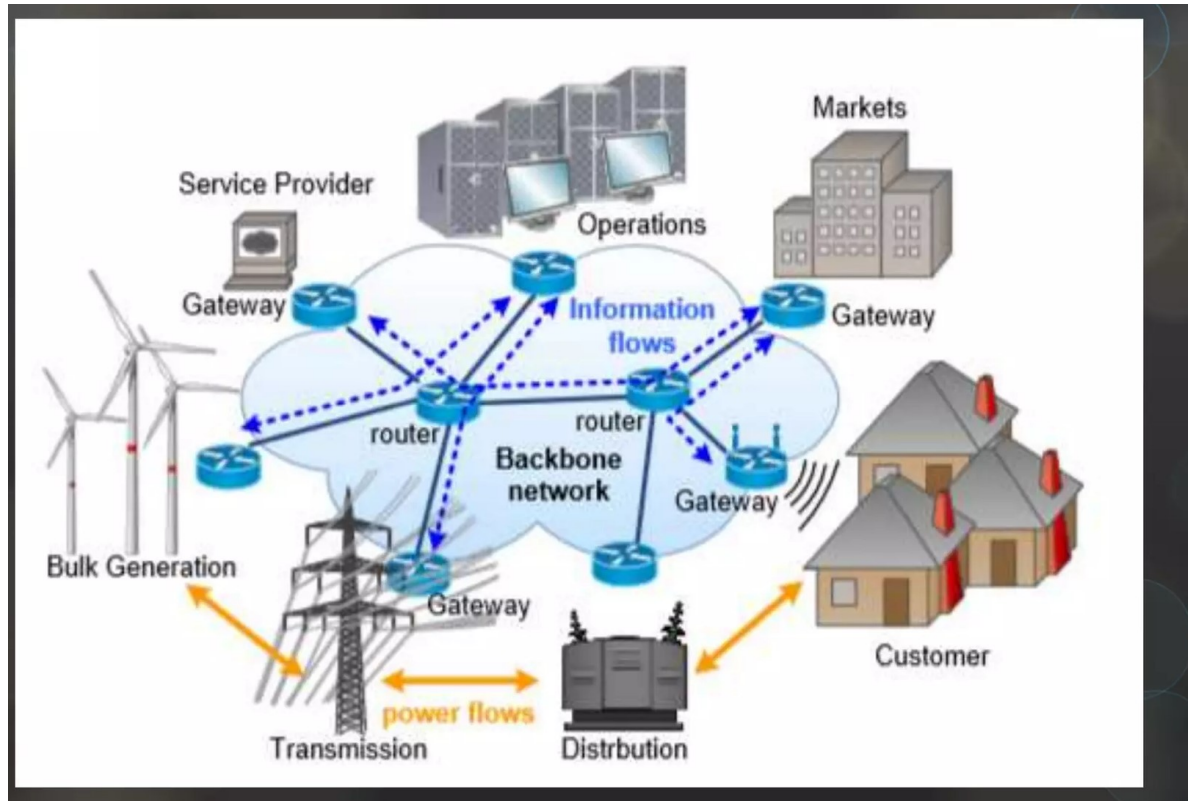 Markets
Service Provider
Operations
Gateway
Information
flows
Gateway
router
router
Backbone
network
Gateway
Bulk Generation
Gateway
Customer
power flows
Transmission
Distrbution